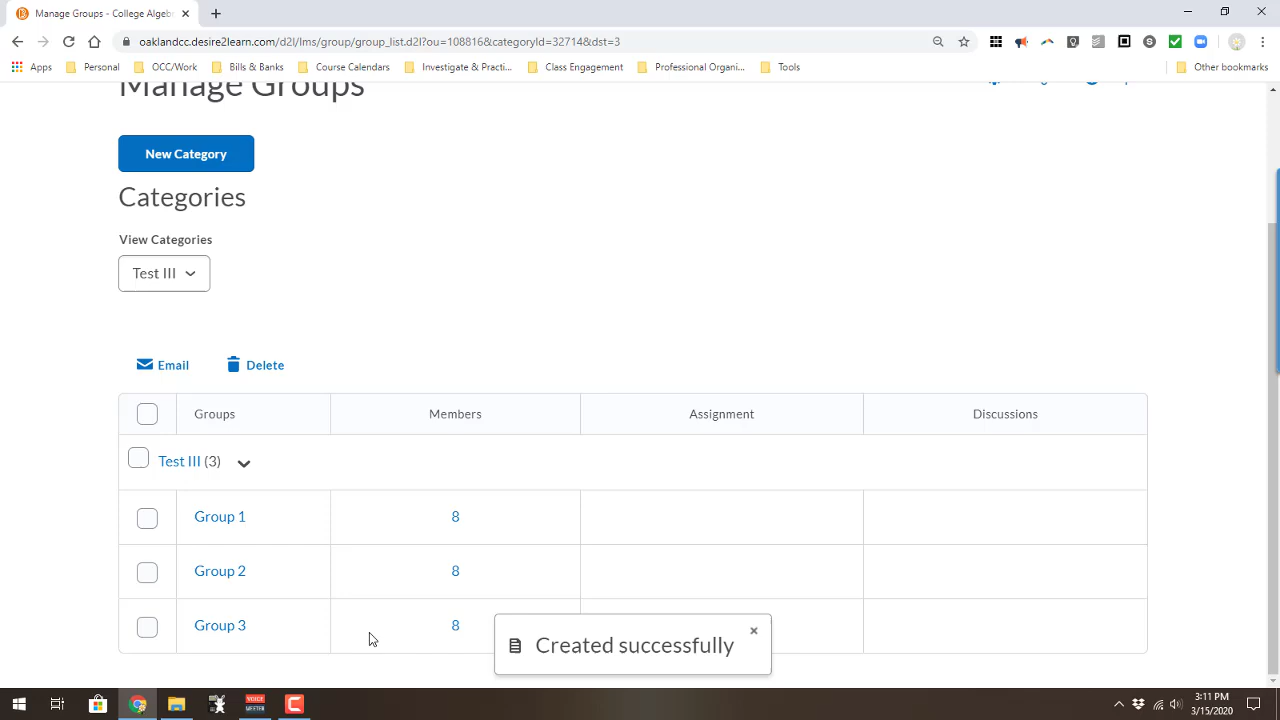 Manage Groups - College Algeb
oaklandcc.desire2learn.com/d2l/lms/group/group_list.d2l?ou=108816&categoryId=32714&dst=3
Apps Personal OCC/Work Bills & Banks Course Calendars Investigate & Practi... Class Engagement Professional Organi... Tools Other bookmarks
Manage Groups
New Category
Categories
View Categories
Test III
Email Delete
Groups Members Assignment Discussions
Test III (3)
Group 1 8
Group 2 8
Group 3 8
Created successfully
VOICE MEETER
3:11 PM
3/15/2020